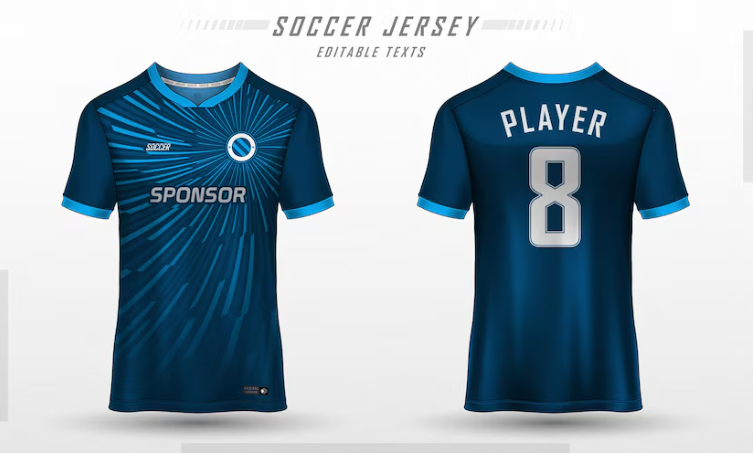 SOCCER JERSEY
EDITABLE TEXTS
SOCCER
SPONSOR
PLAYER
8